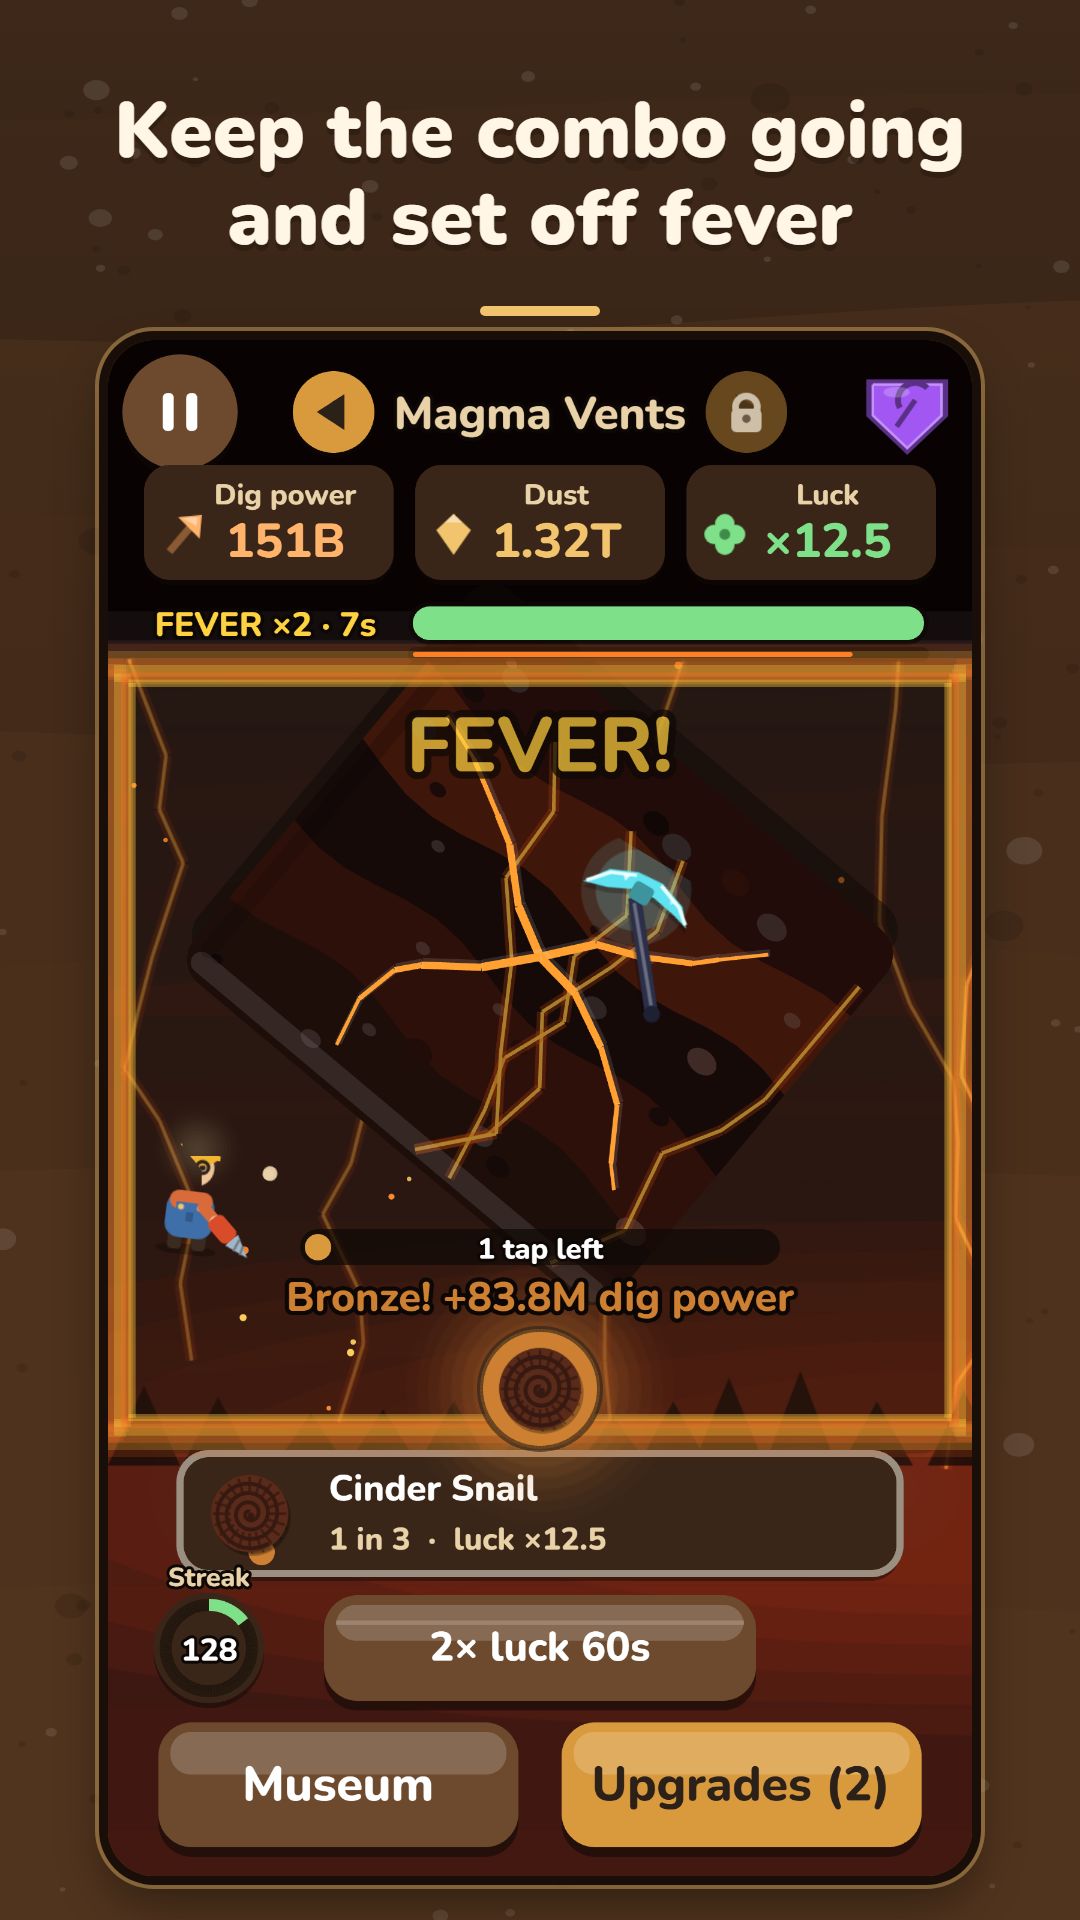 Keep the combo going
and set off fever
Magma Vents
Dig power
151B
Dust
1.32T
Luck
×12.5
FEVER ×2 · 7s
FEVER!
1 tap left
Bronze! +83.8M dig power
Cinder Snail
1 in 3 · luck ×12.5
Streak
128
2× luck 60s
Museum
Upgrades (2)